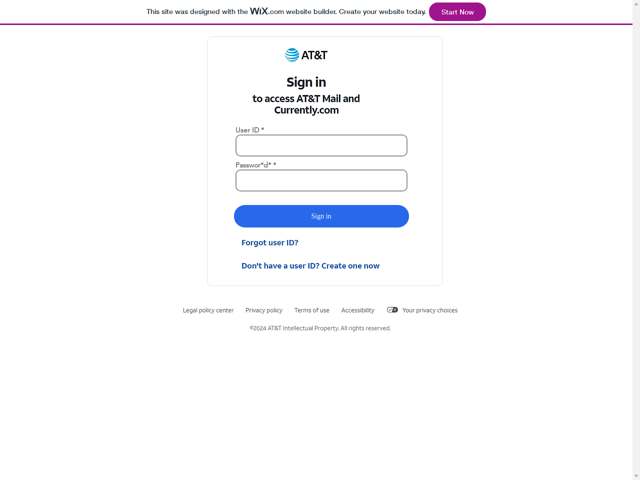 This site was designed with the WiX.com website builder. Create your website today. Start Now
AT&T
Sign in
to access AT&T Mail and
Currently.com
User ID *
Passwor*d* *
Sign in
Forgot user ID?
Don't have a user ID? Create one now
Legal policy center Privacy policy Terms of use Accessibility Your privacy choices
©2024 AT&T Intellectual Property. All rights reserved.